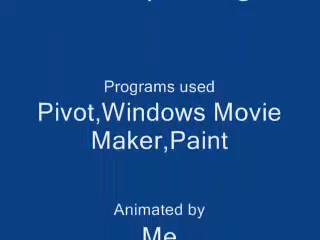 Programs used
Pivot,Windows Movie
Maker,Paint
Animated by
Me